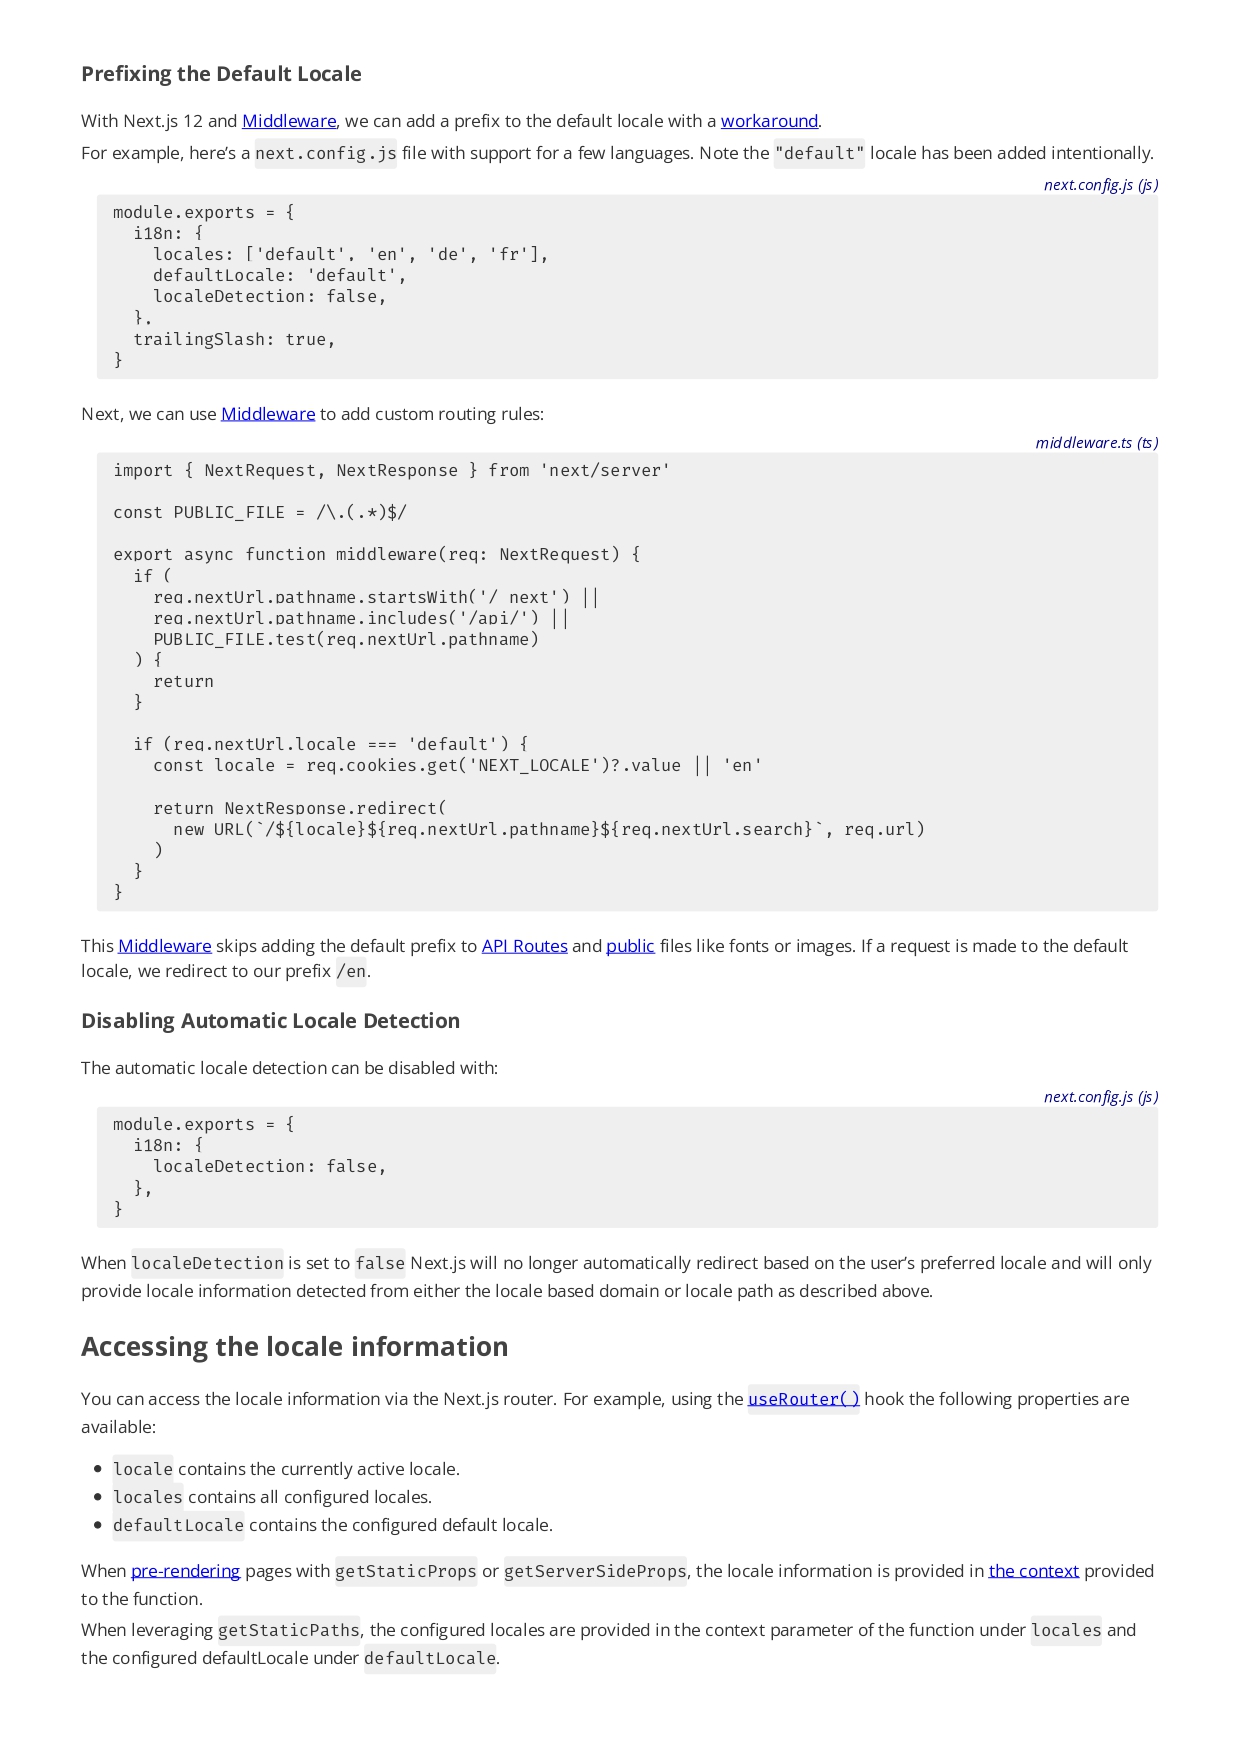 Prefixing the Default Locale
With Next.js 12 and Middleware, we can add a prefix to the default locale with a workaround.
For example, here’s a next.config.js file with support for a few languages. Note the "default" locale has been added intentionally.
next.config.js (js)
module.exports = {
  i18n: {
    locales: ['default', 'en', 'de', 'fr'],
    defaultLocale: 'default',
    localeDetection: false,
  },
  trailingSlash: true,
}
Next, we can use Middleware to add custom routing rules:
middleware.ts (ts)
import { NextRequest, NextResponse } from 'next/server'
const PUBLIC_FILE = /\.(.*)$/
export async function middleware(req: NextRequest) {
  if (
    req.nextUrl.pathname.startsWith('/_next') ||
    req.nextUrl.pathname.includes('/api/') ||
    PUBLIC_FILE.test(req.nextUrl.pathname)
  ) {
    return
  }
  if (req.nextUrl.locale === 'default') {
    const locale = req.cookies.get('NEXT_LOCALE')?.value || 'en'
    return NextResponse.redirect(
      new URL(`/${locale}${req.nextUrl.pathname}${req.nextUrl.search}`, req.url)
    )
  }
}
This Middleware skips adding the default prefix to API Routes and public files like fonts or images. If a request is made to the default
locale, we redirect to our prefix /en.
Disabling Automatic Locale Detection
The automatic locale detection can be disabled with:
next.config.js (js)
module.exports = {
  i18n: {
    localeDetection: false,
  },
}
When localeDetection is set to false Next.js will no longer automatically redirect based on the user’s preferred locale and will only
provide locale information detected from either the locale based domain or locale path as described above.
Accessing the locale information
You can access the locale information via the Next.js router. For example, using the useRouter() hook the following properties are
available:
• locale contains the currently active locale.
• locales contains all configured locales.
• defaultLocale contains the configured default locale.
When pre-rendering pages with getStaticProps or getServerSideProps, the locale information is provided in the context provided
to the function.
When leveraging getStaticPaths, the configured locales are provided in the context parameter of the function under locales and
the configured defaultLocale under defaultLocale.